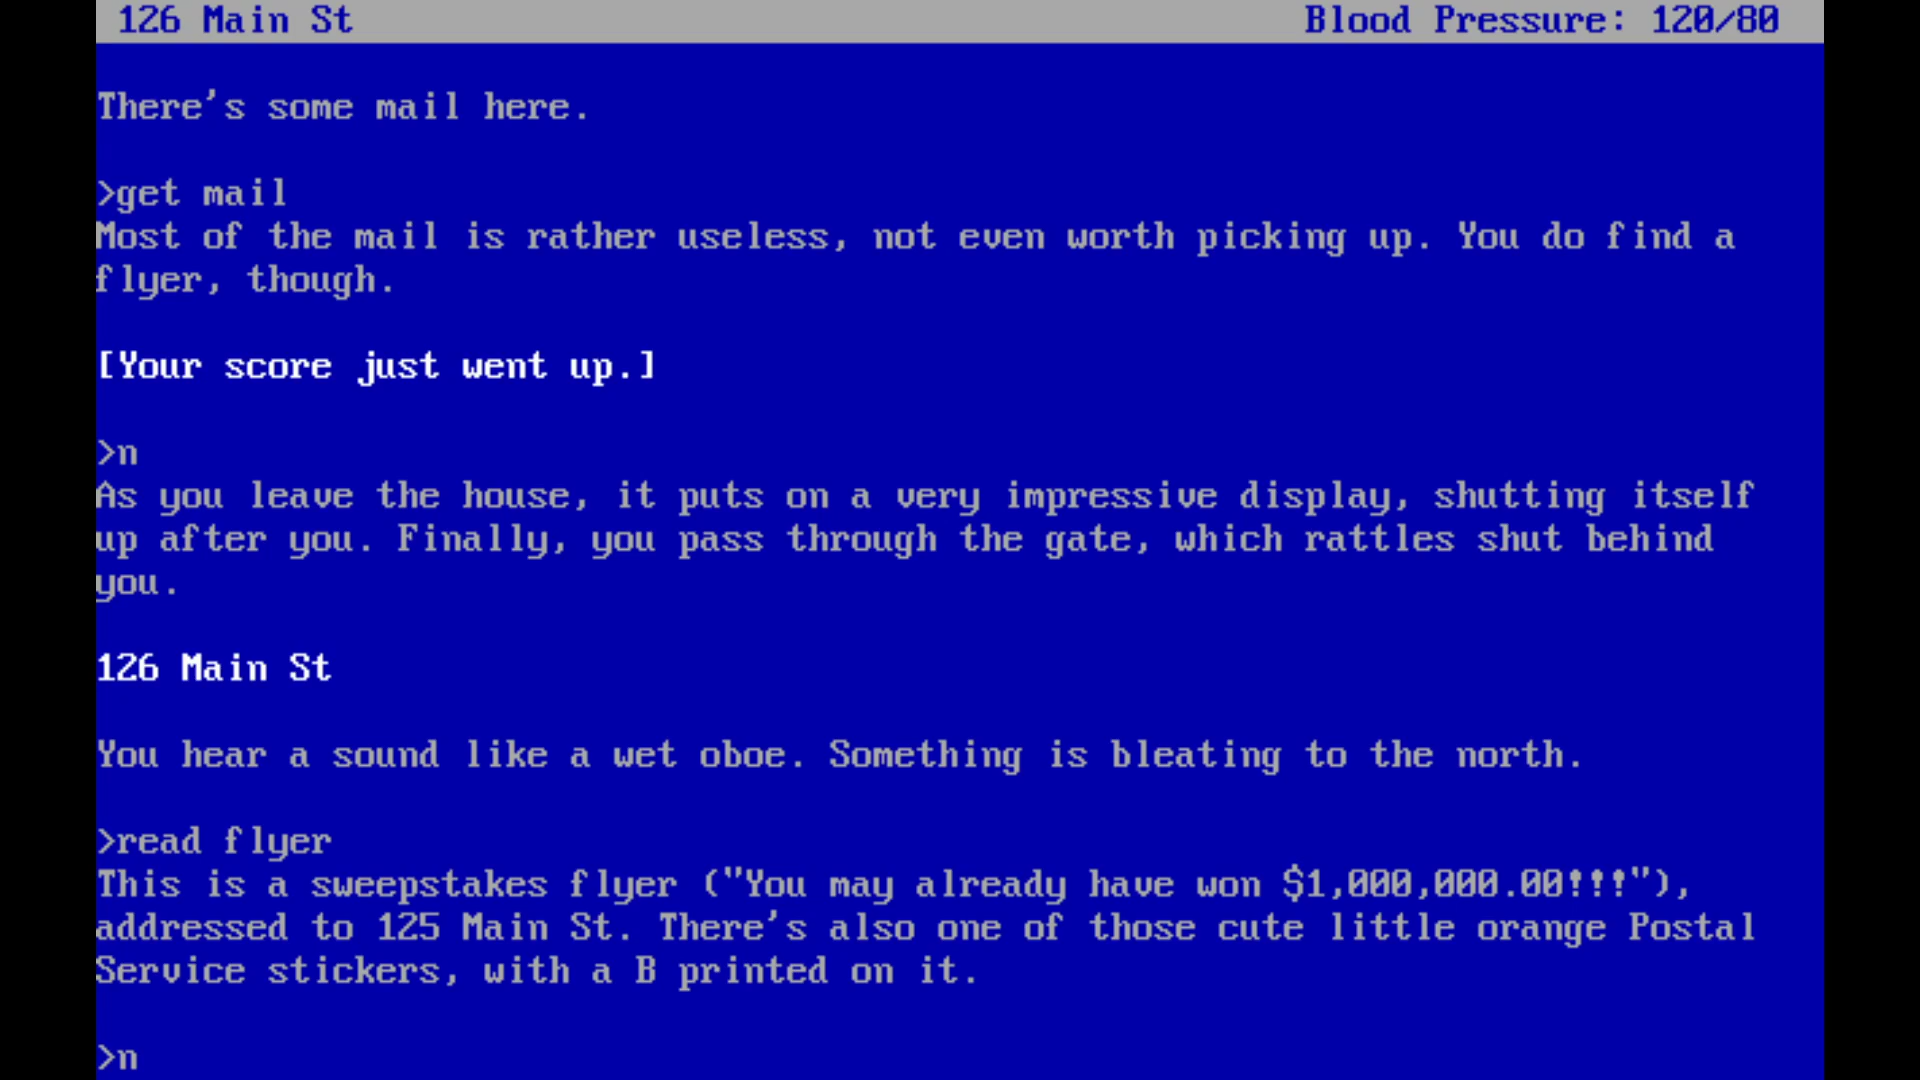 126 Main St Blood Pressure: 120/80
There's some mail here.
>get mail
Most of the mail is rather useless, not even worth picking up. You do find a
flyer, though.
[Your score just went up.]
>n
As you leave the house, it puts on a very impressive display, shutting itself
up after you. Finally, you pass through the gate, which rattles shut behind
you.
126 Main St
You hear a sound like a wet oboe. Something is bleating to the north.
>read flyer
This is a sweepstakes flyer ("You may already have won $1,000,000.00!!!"),
addressed to 125 Main St. There's also one of those cute little orange Postal
Service stickers, with a B printed on it.
>n